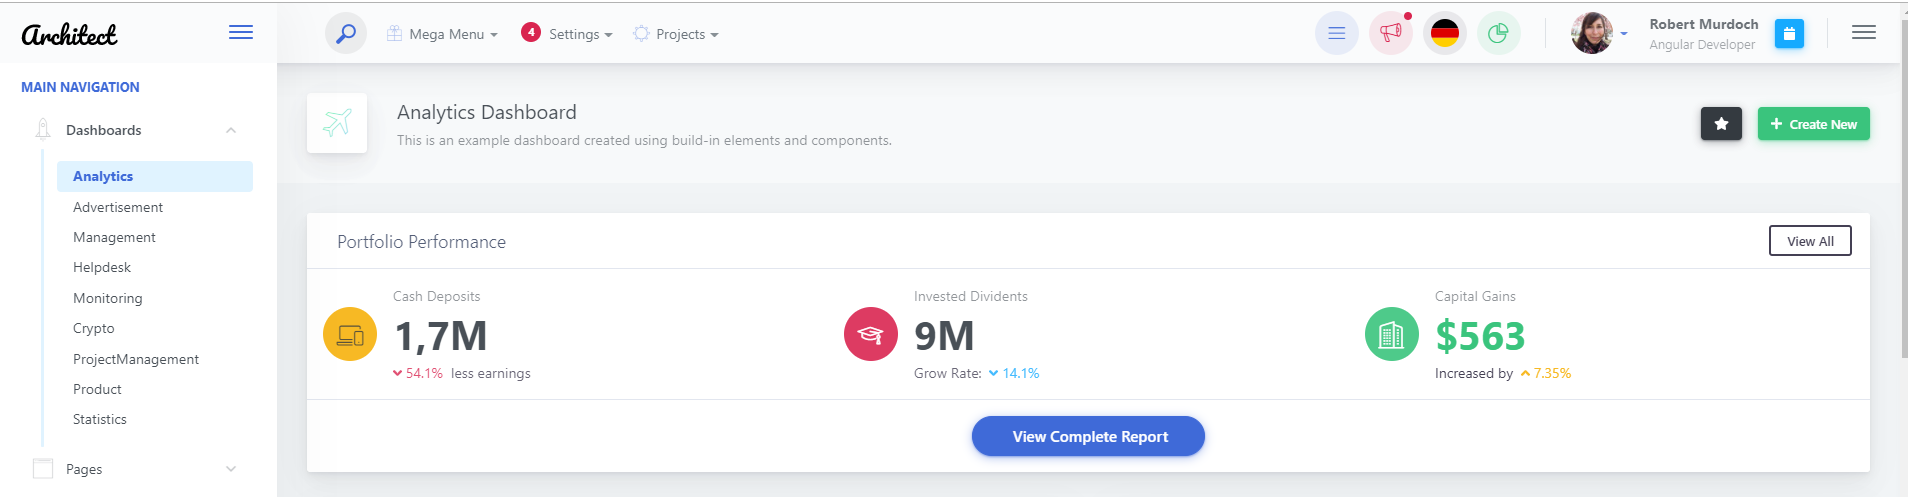 Architect
Mega Menu
4
Settings
Projects
Robert Murdoch
Angular Developer
MAIN NAVIGATION
Dashboards
Analytics
Advertisement
Management
Helpdesk
Monitoring
Crypto
ProjectManagement
Product
Statistics
Pages
Analytics Dashboard
This is an example dashboard created using build-in elements and components.
Create New
Portfolio Performance
View All
Cash Deposits
1,7M
54.1% less earnings
Invested Dividents
9M
Grow Rate: 14.1%
Capital Gains
$563
Increased by 7.35%
View Complete Report